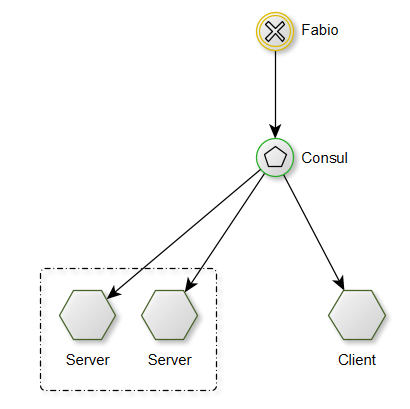 Fabio
Consul
Server
Server
Client